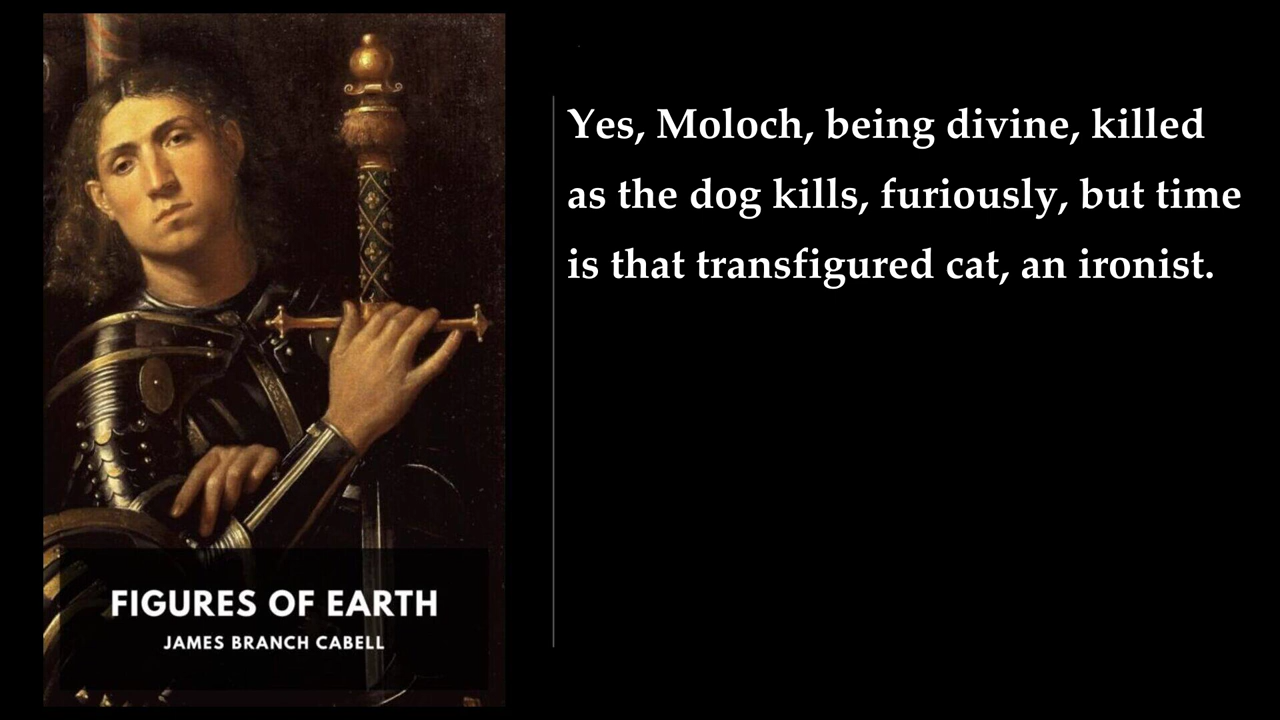 Yes, Moloch, being divine, killed
as the dog kills, furiously, but time
is that transfigured cat, an ironist.
FIGURES OF EARTH
JAMES BRANCH CABELL